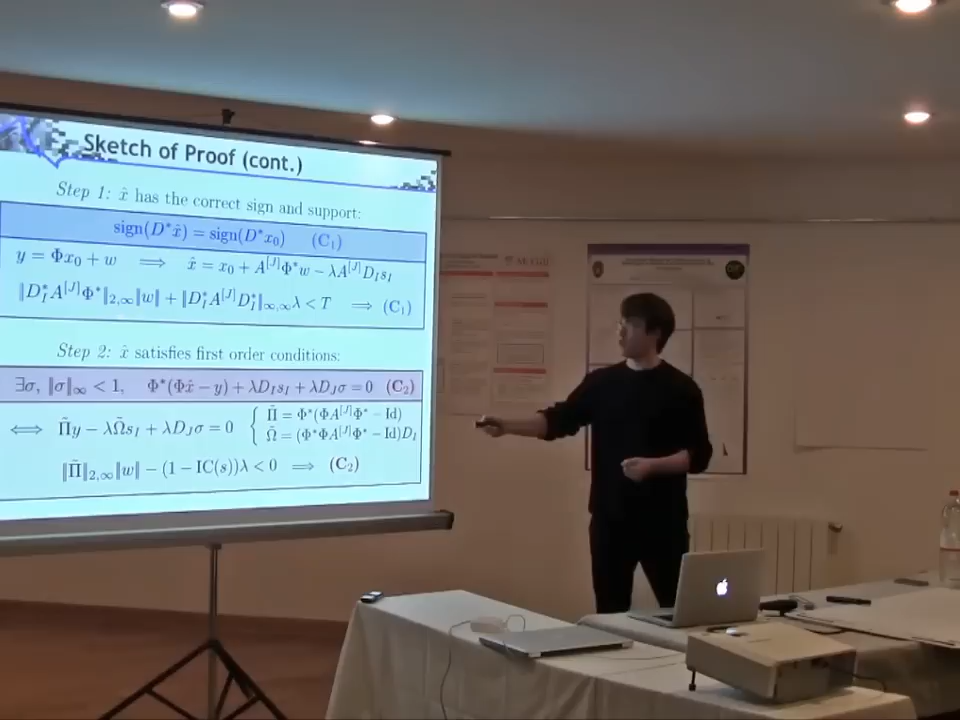 Sketch of Proof (cont.)
Step 1: x̂ has the correct sign and support:
sign(D*x̂) = sign(D*x₀) (C₁)
y = Φx₀ + w ⟹ x̂ = x₀ + A^[J]Φ*w − λA^[J]D_I s_I
‖D_I* A^[J]Φ*‖₂,∞‖w‖ + ‖D_I* A^[J]D_I*‖∞,∞λ < T ⟹ (C₁)
Step 2: x̂ satisfies first order conditions:
∃σ, ‖σ‖∞ < 1, Φ*(Φx̂ − y) + λD_I s_I + λD_J σ = 0 (C₂)
⟺ Π̃y − λΩ̃s_I + λD_J σ = 0 { Π̃ = Φ*(ΦA^[J]Φ* − Id)
Ω̃ = (Φ*ΦA^[J]Φ* − Id)D_I
‖Π̃‖₂,∞‖w‖ − (1 − IC(s))λ < 0 ⟹ (C₂)